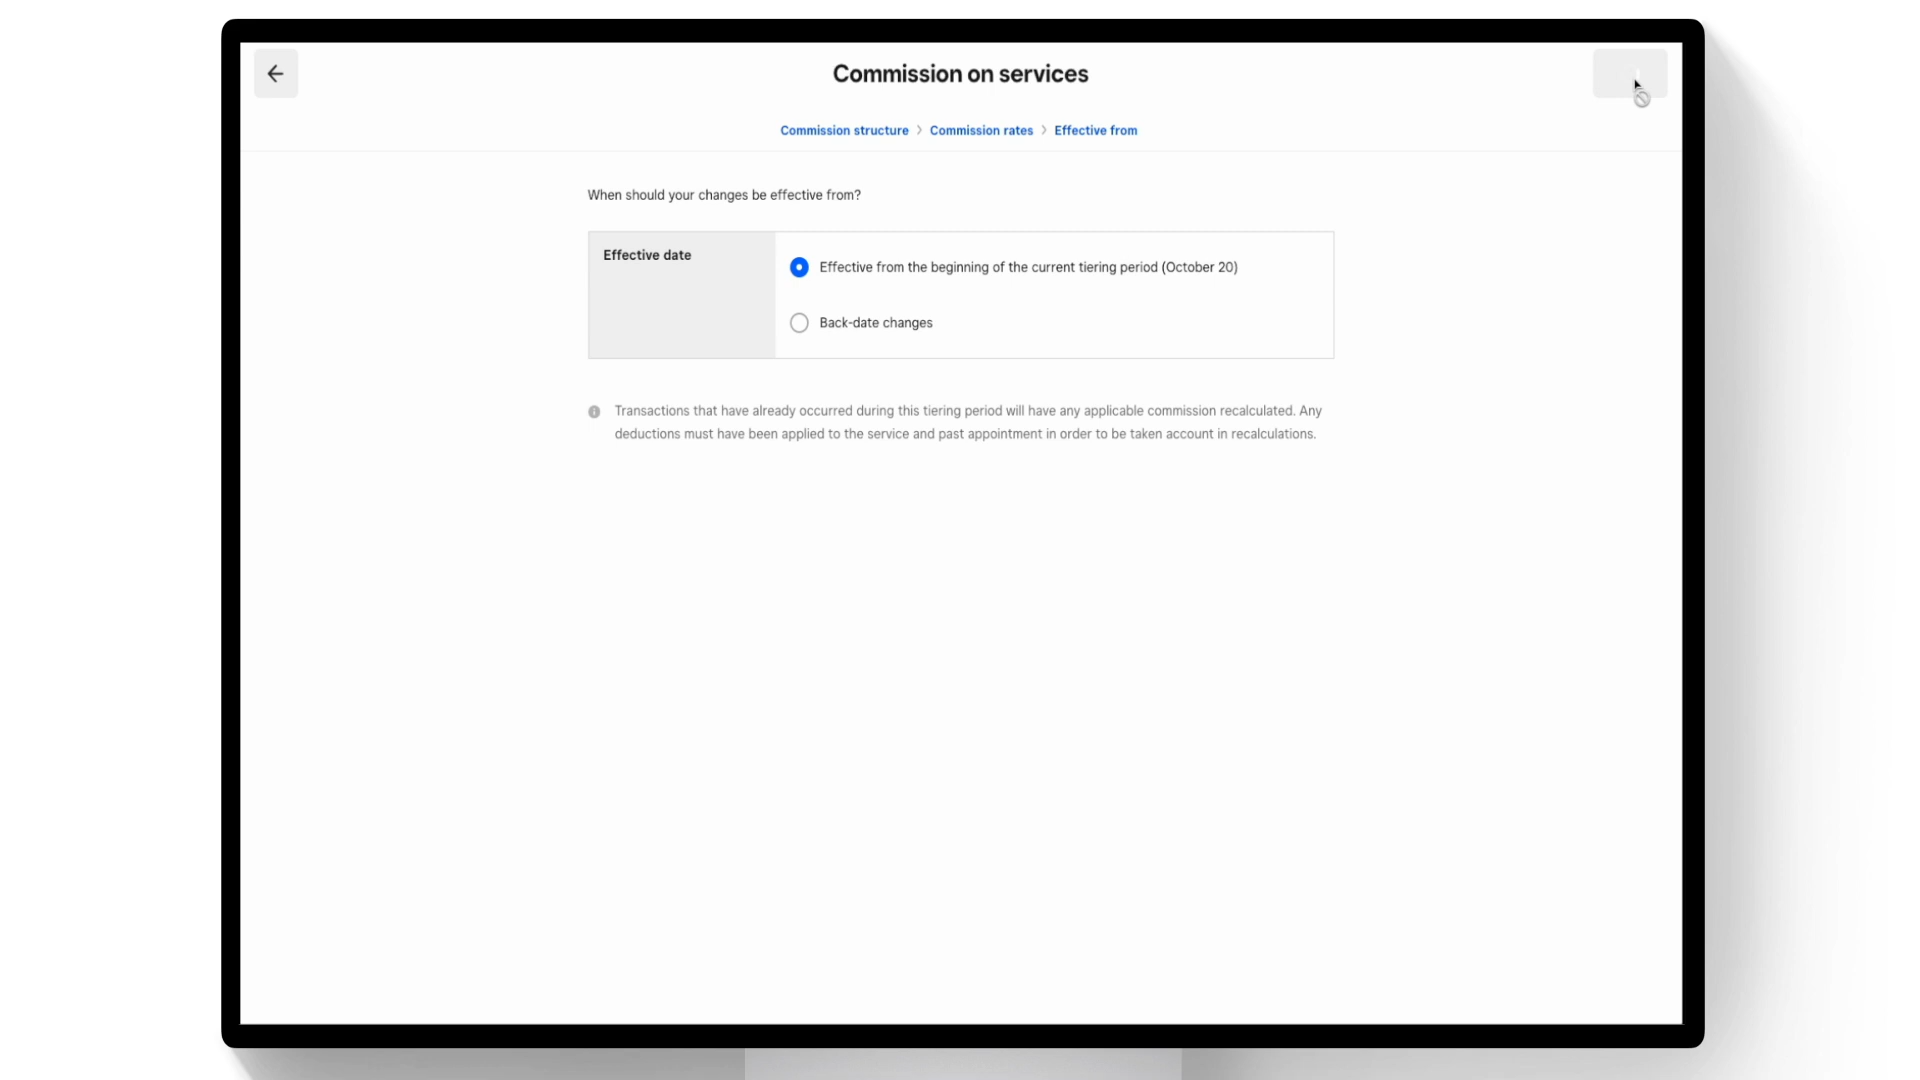 Commission on services
Commission structure > Commission rates > Effective from
When should your changes be effective from?
Effective date
Effective from the beginning of the current tiering period (October 20)
Back-date changes
Transactions that have already occurred during this tiering period will have any applicable commission recalculated. Any
deductions must have been applied to the service and past appointment in order to be taken account in recalculations.